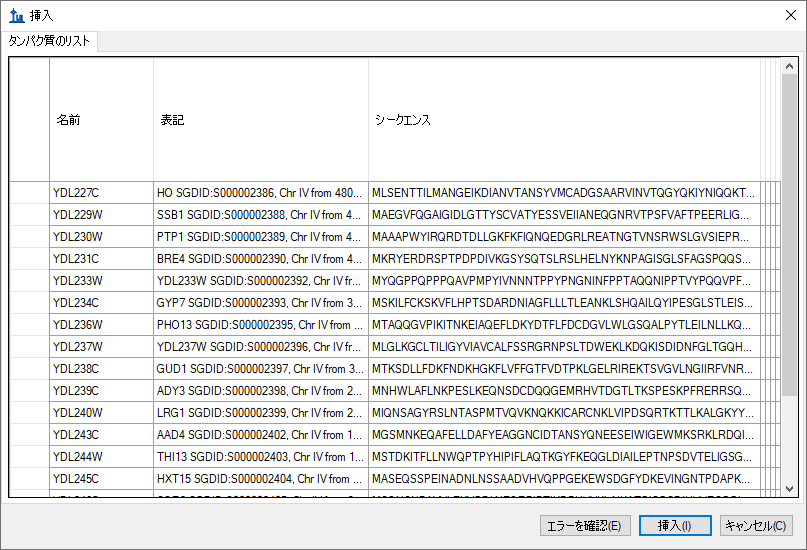 挿入
タンパク質のリスト
名前 表記 シークエンス
YDL227C HO SGDID:S000002386, Chr IV from 480... MLSENTTILMANGEIKDIANVTANSYVMCADGSAARVINVTQGYQKIYNIQQKT...
YDL229W SSB1 SGDID:S000002388, Chr IV from 4... MAEGVFQGAIGIDLGTTYSCVATYESSVEIIANEQGNRVTPSFVAFTPEERLIG...
YDL230W PTP1 SGDID:S000002389, Chr IV from 4... MAAAPWYIRQRDTDLLGKFKFIQNQEDGRLREATNGTVNSRWSLGVSIEPR...
YDL231C BRE4 SGDID:S000002390, Chr IV from 4... MKRYERDRSPTPDPDIVKGSYSQTSLRSLHELNYKNPAGISGLSFAGSPQQS...
YDL233W YDL233W SGDID:S000002392, Chr IV fr... MYQGPPQPPPQAVPMPYIVNNNTPPYPNGNINFPPTAQQNIPPTVYPQQVPF...
YDL234C GYP7 SGDID:S000002393, Chr IV from 3... MSKILFCKSKVFLHPTSDARDNIAGFLLLTLEANKLSHQAILQYIPESGLSTLEIS...
YDL236W PHO13 SGDID:S000002395, Chr IV from ... MTAQQGVPIKITNKEIAQEFLDKYDTFLFDCDGVLWLGSQALPYTLEILNLLKQ...
YDL237W YDL237W SGDID:S000002396, Chr IV fr... MLGLKGCLTILIGYVIAVCALFSSRGRNPSLTDWEKLKDQKISDIDNFGLTGQH...
YDL238C GUD1 SGDID:S000002397, Chr IV from 3... MTKSDLLFDKFNDKHGKFLVFFGTFVDTPKLGELRIREKTSVGVLNGIIRFVNR...
YDL239C ADY3 SGDID:S000002398, Chr IV from 2... MNHWLAFLNKPESLKEQNSDCDQQGEMRHVTDGTLTKSPESKPFRERRSQ...
YDL240W LRG1 SGDID:S000002399, Chr IV from 2... MIQNSAGYRSLNTASPMTVQVKNQKKICARCNKLVIPDSQRTKTTLKALGKYY...
YDL243C AAD4 SGDID:S000002402, Chr IV from 1... MGSMNKEQAFELLDAFYEAGGNCIDTANSYQNEESEIWIGEWMKSRKLRDQI...
YDL244W THI13 SGDID:S000002403, Chr IV from 1... MSTDKITFLLNWQPTPYHIPIFLAQTKGYFKEQGLDIAILEPTNPSDVTELIGSG...
YDL245C HXT15 SGDID:S000002404, Chr IV from ... MASEQSSPEINADNLNSSAADVHVQPPGEKEWSDGFYDKEVINGNTPDAPK...
エラーを確認(E) 挿入(I) キャンセル(C)